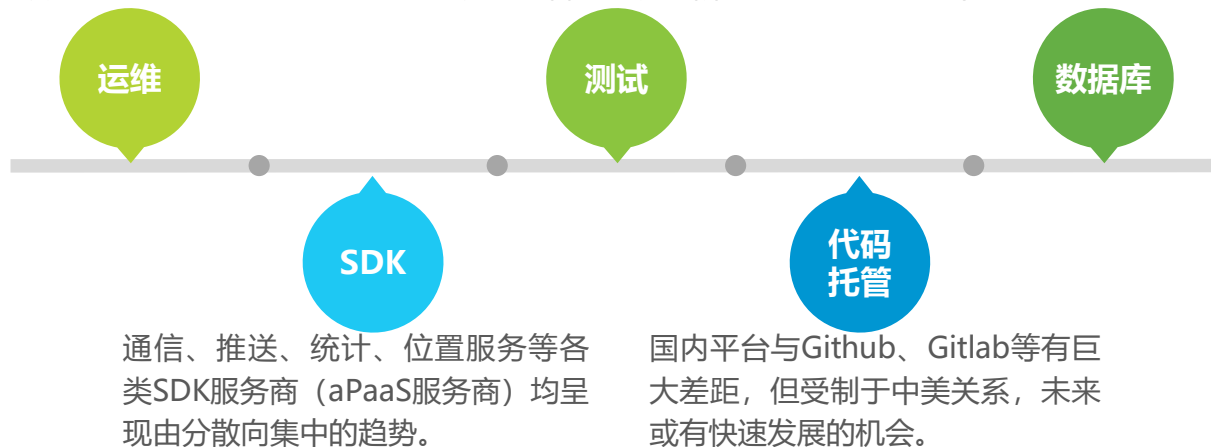 运维
测试
数据库
SDK
代码
托管
通信、推送、统计、位置服务等各
类SDK服务商（aPaaS服务商）均呈
现由分散向集中的趋势。
国内平台与Github、Gitlab等有巨
大差距，但受制于中美关系，未来
或有快速发展的机会。